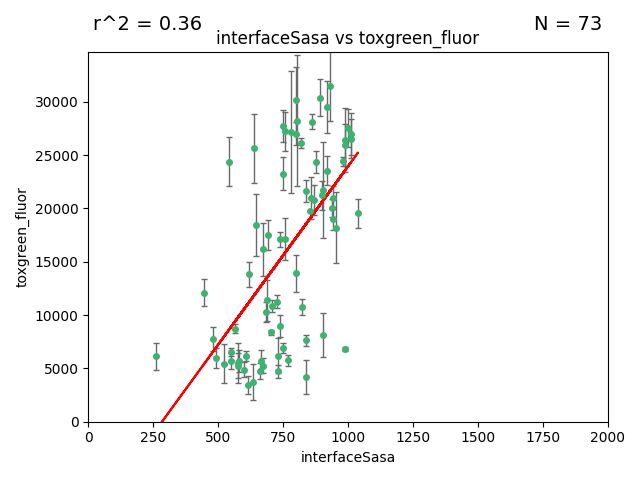 r^2 = 0.36
N = 73
interfaceSasa vs toxgreen_fluor
toxgreen_fluor
30000
25000
20000
15000
10000
5000
0
0 250 500 750 1000 1250 1500 1750 2000
interfaceSasa